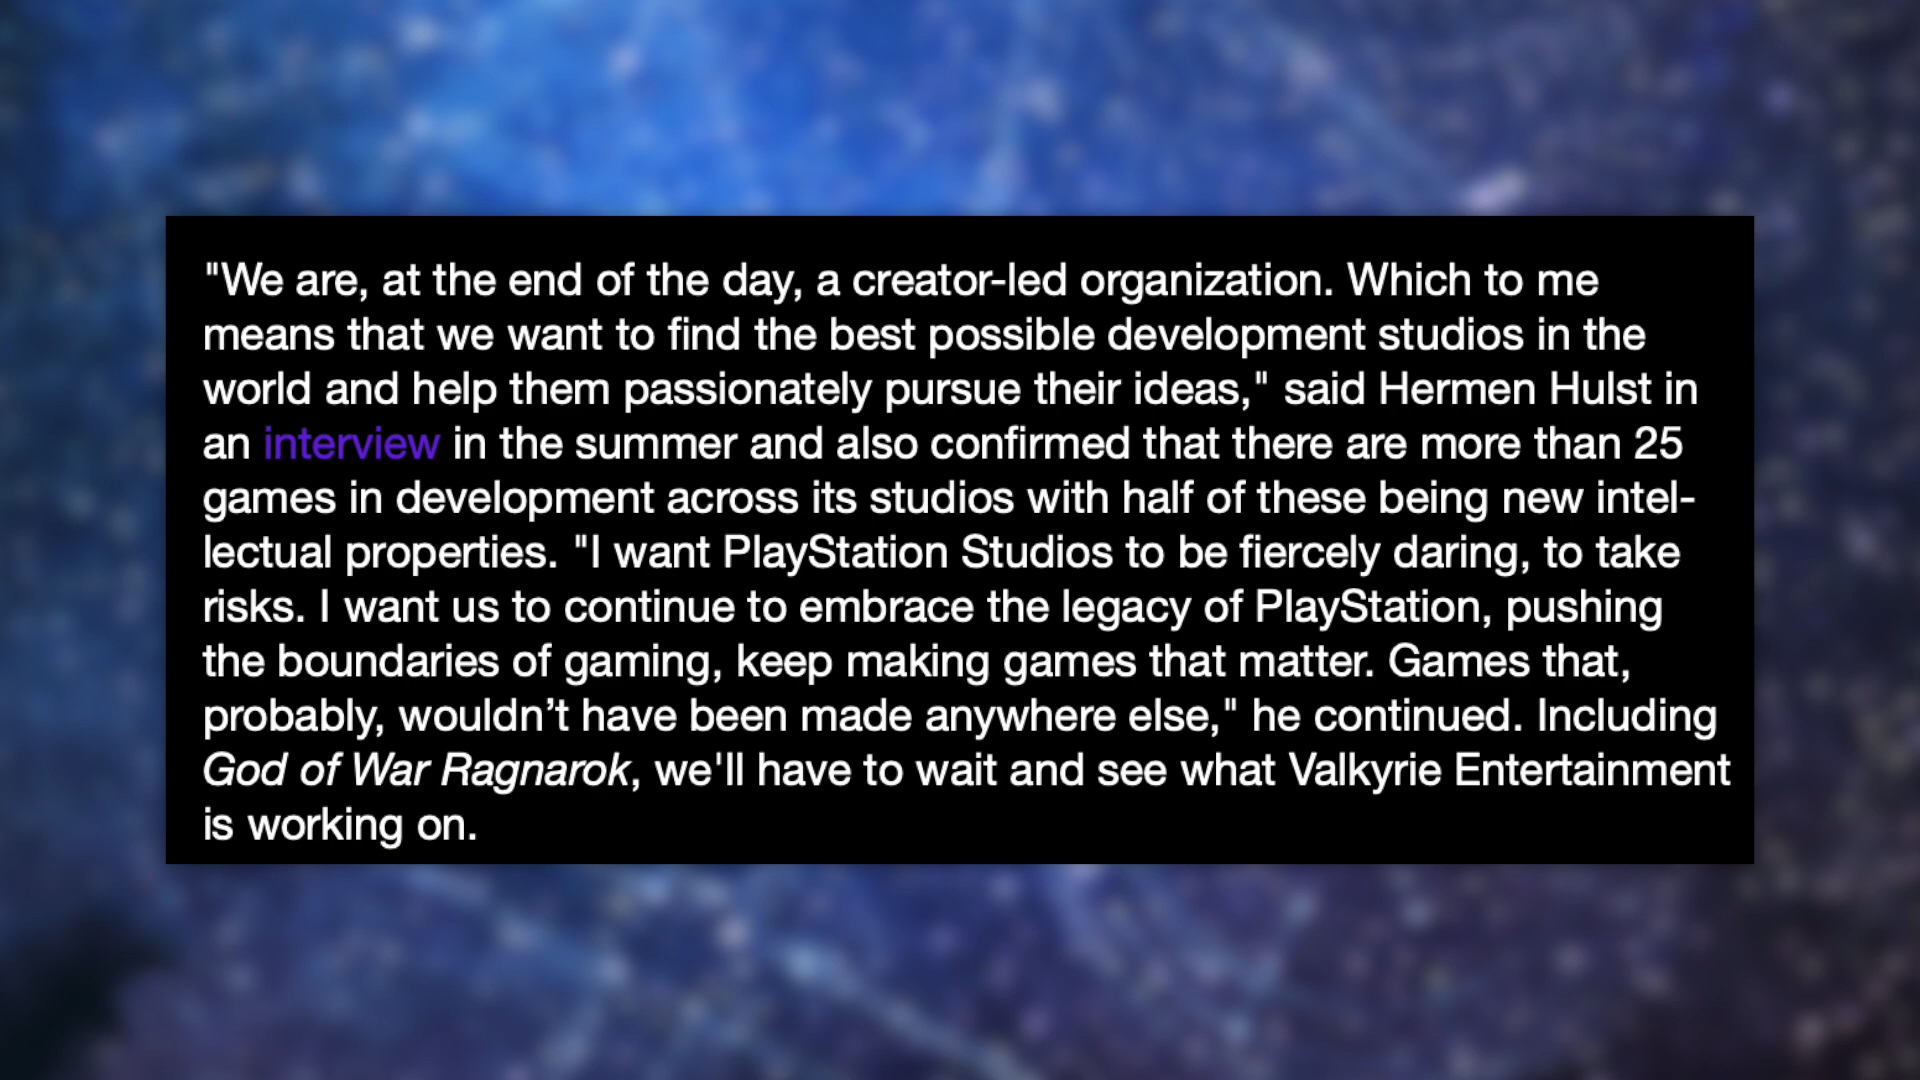 "We are, at the end of the day, a creator-led organization. Which to me
means that we want to find the best possible development studios in the
world and help them passionately pursue their ideas," said Hermen Hulst in
an interview in the summer and also confirmed that there are more than 25
games in development across its studios with half of these being new intel-
lectual properties. "I want PlayStation Studios to be fiercely daring, to take
risks. I want us to continue to embrace the legacy of PlayStation, pushing
the boundaries of gaming, keep making games that matter. Games that,
probably, wouldn’t have been made anywhere else," he continued. Including
God of War Ragnarok, we'll have to wait and see what Valkyrie Entertainment
is working on.